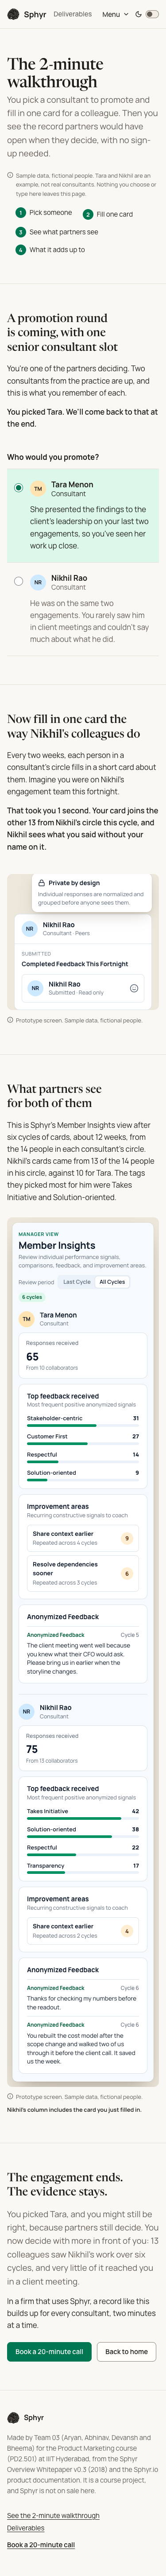 Sphyr Deliverables Menu
The 2-minute
walkthrough
You pick a consultant to promote and
fill in one card for a colleague. Then you
see the record partners would have
open when they decide, with no sign-
up needed.
Sample data, fictional people. Tara and Nikhil are an
example, not real consultants. Nothing you choose or
type here leaves this page.
1 Pick someone
2 Fill one card
3 See what partners see
4 What it adds up to
A promotion round
is coming, with one
senior consultant slot
You're one of the partners deciding. Two
consultants from the practice are up, and
this is what you remember of each.
You picked Tara. We'll come back to that at
the end.
Who would you promote?
TM Tara Menon
Consultant
She presented the findings to the
client's leadership on your last two
engagements, so you've seen her
work up close.
NR Nikhil Rao
Consultant
He was on the same two
engagements. You rarely saw him
in client meetings and couldn't say
much about what he did.
Now fill in one card the
way Nikhil's colleagues do
Every two weeks, each person in a
consultant's circle fills in a short card about
them. Imagine you were on Nikhil's
engagement team this fortnight.
That took you 1 second. Your card joins the
other 13 from Nikhil's circle this cycle, and
Nikhil sees what you said without your
name on it.
Private by design
Individual responses are normalized and
grouped before anyone sees them.
NR Nikhil Rao
Consultant · Peers
SUBMITTED
Completed Feedback This Fortnight
NR Nikhil Rao
Submitted · Read only
Prototype screen. Sample data, fictional people.
What partners see
for both of them
This is Sphyr's Member Insights view after
six cycles of cards, about 12 weeks, from
the 14 people in each consultant's circle.
Nikhil's cards came from 13 of the 14 people
in his circle, against 10 for Tara. The tags
they picked most for him were Takes
Initiative and Solution-oriented.
MANAGER VIEW
Member Insights
Review individual performance signals,
comparisons, feedback, and improvement areas.
Review period Last Cycle All Cycles
6 cycles
TM Tara Menon
Consultant
Responses received
65
From 10 collaborators
Top feedback received
Most frequent positive anonymized signals
Stakeholder-centric 31
Customer First 27
Respectful 14
Solution-oriented 9
Improvement areas
Recurring constructive signals to coach
Share context earlier 9
Repeated across 4 cycles
Resolve dependencies
sooner 6
Repeated across 3 cycles
Anonymized Feedback
Anonymized Feedback Cycle 5
The client meeting went well because
you knew what their CFO would ask.
Please bring us in earlier when the
storyline changes.
NR Nikhil Rao
Consultant
Responses received
75
From 13 collaborators
Top feedback received
Most frequent positive anonymized signals
Takes Initiative 42
Solution-oriented 38
Respectful 22
Transparency 17
Improvement areas
Recurring constructive signals to coach
Share context earlier 4
Repeated across 2 cycles
Anonymized Feedback
Anonymized Feedback Cycle 6
Thanks for checking my numbers before
the readout.
Anonymized Feedback Cycle 6
You rebuilt the cost model after the
scope change and walked two of us
through it before the client call. It saved
us the week.
Prototype screen. Sample data, fictional people.
Nikhil's column includes the card you just filled in.
The engagement ends.
The evidence stays.
You picked Tara, and you might still be
right, because partners still decide. You
now decide with more in front of you: 13
colleagues saw Nikhil's work over six
cycles, and very little of it reached you
in a client meeting.
In a firm that uses Sphyr, a record like this
builds up for every consultant, two minutes
at a time.
Book a 20-minute call Back to home
Sphyr
Made by Team 03 (Aryan, Abhinav, Devansh and
Bheema) for the Product Marketing course
(PD2.501) at IIIT Hyderabad, from the Sphyr
Overview Whitepaper v0.3 (2018) and the Sphyr.io
product documentation. It is a course project,
and Sphyr is not on sale here.
See the 2-minute walkthrough
Deliverables
Book a 20-minute call